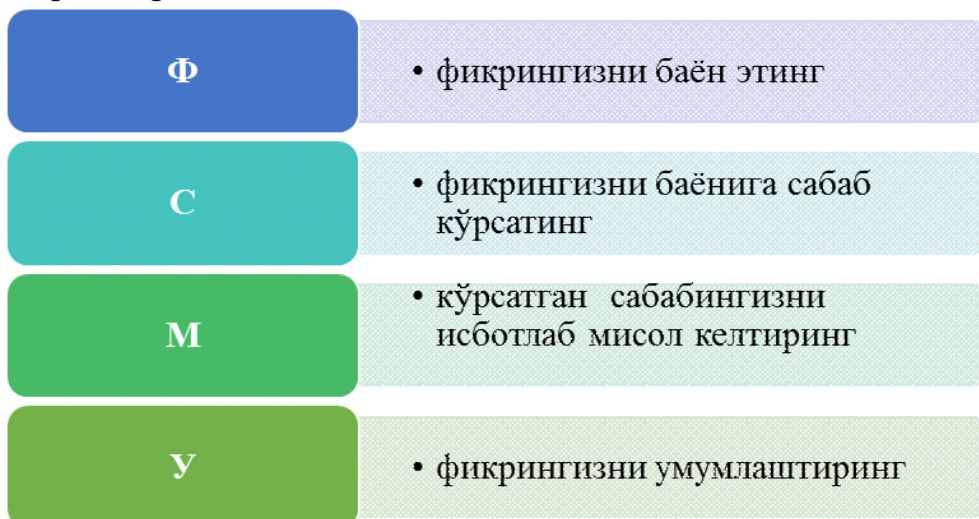 Ф
• фикрингизни баён этинг
С
• фикрингизни баёнига сабаб
кўрсатинг
М
• кўрсатган сабабингизни
исботлаб мисол келтиринг
У
• фикрингизни умумлаштиринг